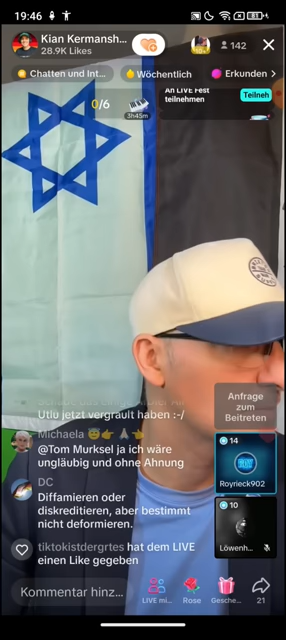 19:46
81
Kian Kermansh...
28.9K Likes
142
Chatten und Int...
Wöchentlich
Erkunden >
0/6
3h45m
An LIVE Fest
teilnehmen
Teilneh
Utlu jetzt vergrault haben :-/
Michaela 😇👉🙏🏻👈
@Tom Murksel ja ich wäre
ungläubig und ohne Ahnung
DC
Diffamieren oder
diskreditieren, aber bestimmt
nicht deformieren.
tiktokistdergrtes hat dem LIVE
einen Like gegeben
Anfrage
zum
Beitreten
14
Royrieck902
10
Löwenh...
Kommentar hinz...
LIVE mi...
Rose
Gesche...
21